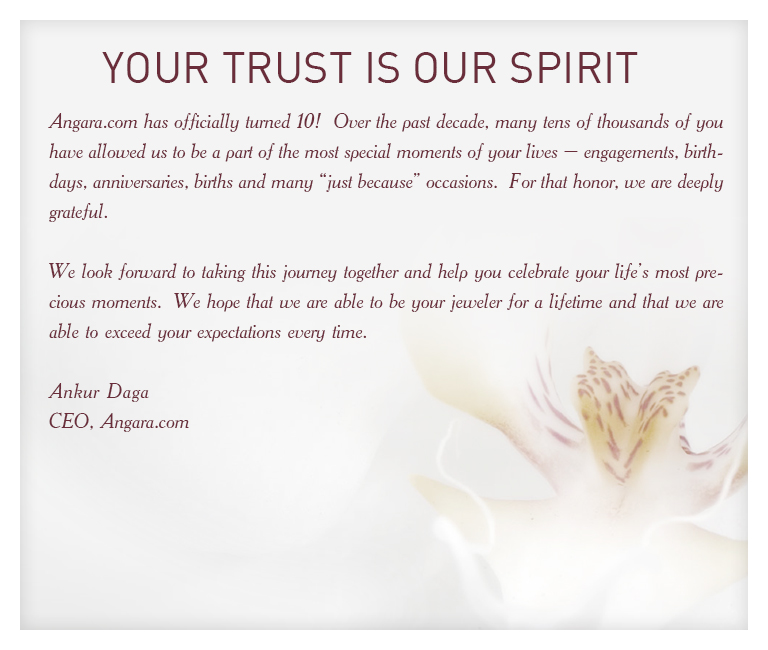 YOUR TRUST IS OUR SPIRIT
Angara.com has officially turned 10! Over the past decade, many tens of thousands of you
have allowed us to be a part of the most special moments of your lives – engagements, birth-
days, anniversaries, births and many “just because” occasions. For that honor, we are deeply
grateful.
We look forward to taking this journey together and help you celebrate your life’s most pre-
cious moments. We hope that we are able to be your jeweler for a lifetime and that we are
able to exceed your expectations every time.
Ankur Daga
CEO, Angara.com